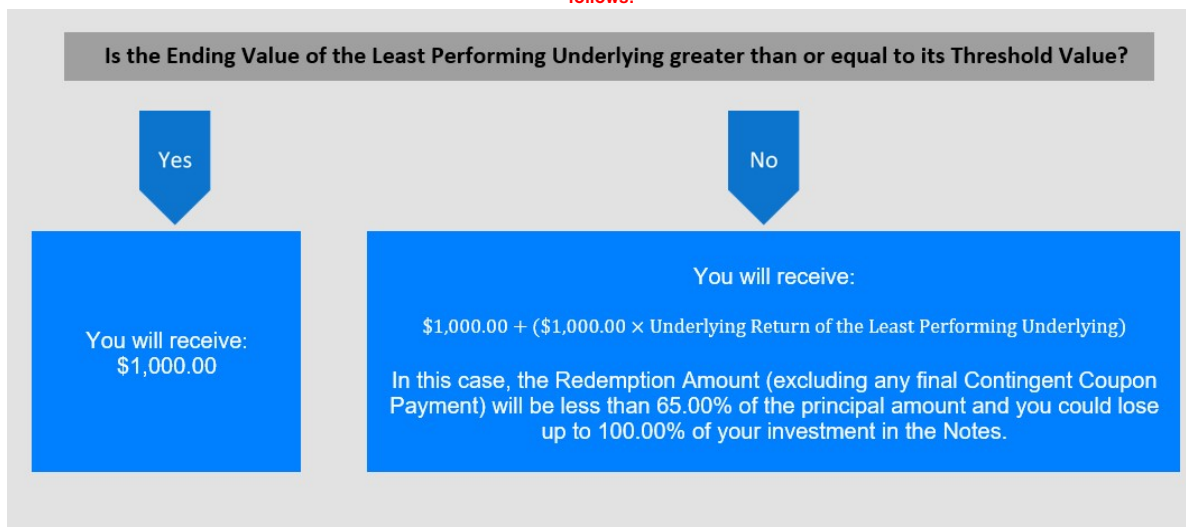 follows:
Is the Ending Value of the Least Performing Underlying greater than or equal to its Threshold Value?
Yes
No
You will receive:
$1,000.00
You will receive:
$1,000.00 + ($1,000.00 × Underlying Return of the Least Performing Underlying)
In this case, the Redemption Amount (excluding any final Contingent Coupon
Payment) will be less than 65.00% of the principal amount and you could lose
up to 100.00% of your investment in the Notes.